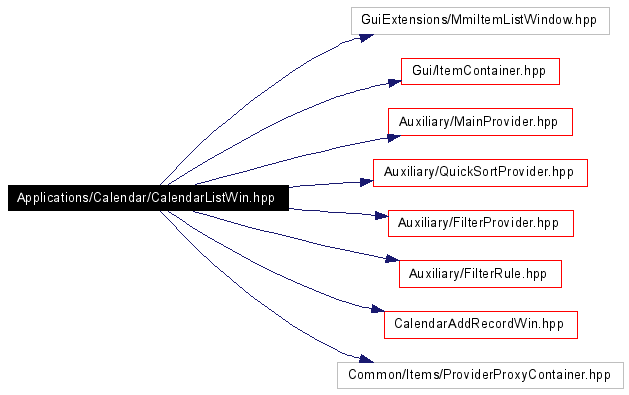 GuiExtensions/MmiItemListWindow.hpp
Gui/ItemContainer.hpp
Auxiliary/MainProvider.hpp
Auxiliary/QuickSortProvider.hpp
Applications/Calendar/CalendarListWin.hpp
Auxiliary/FilterProvider.hpp
Auxiliary/FilterRule.hpp
CalendarAddRecordWin.hpp
Common/Items/ProviderProxyContainer.hpp